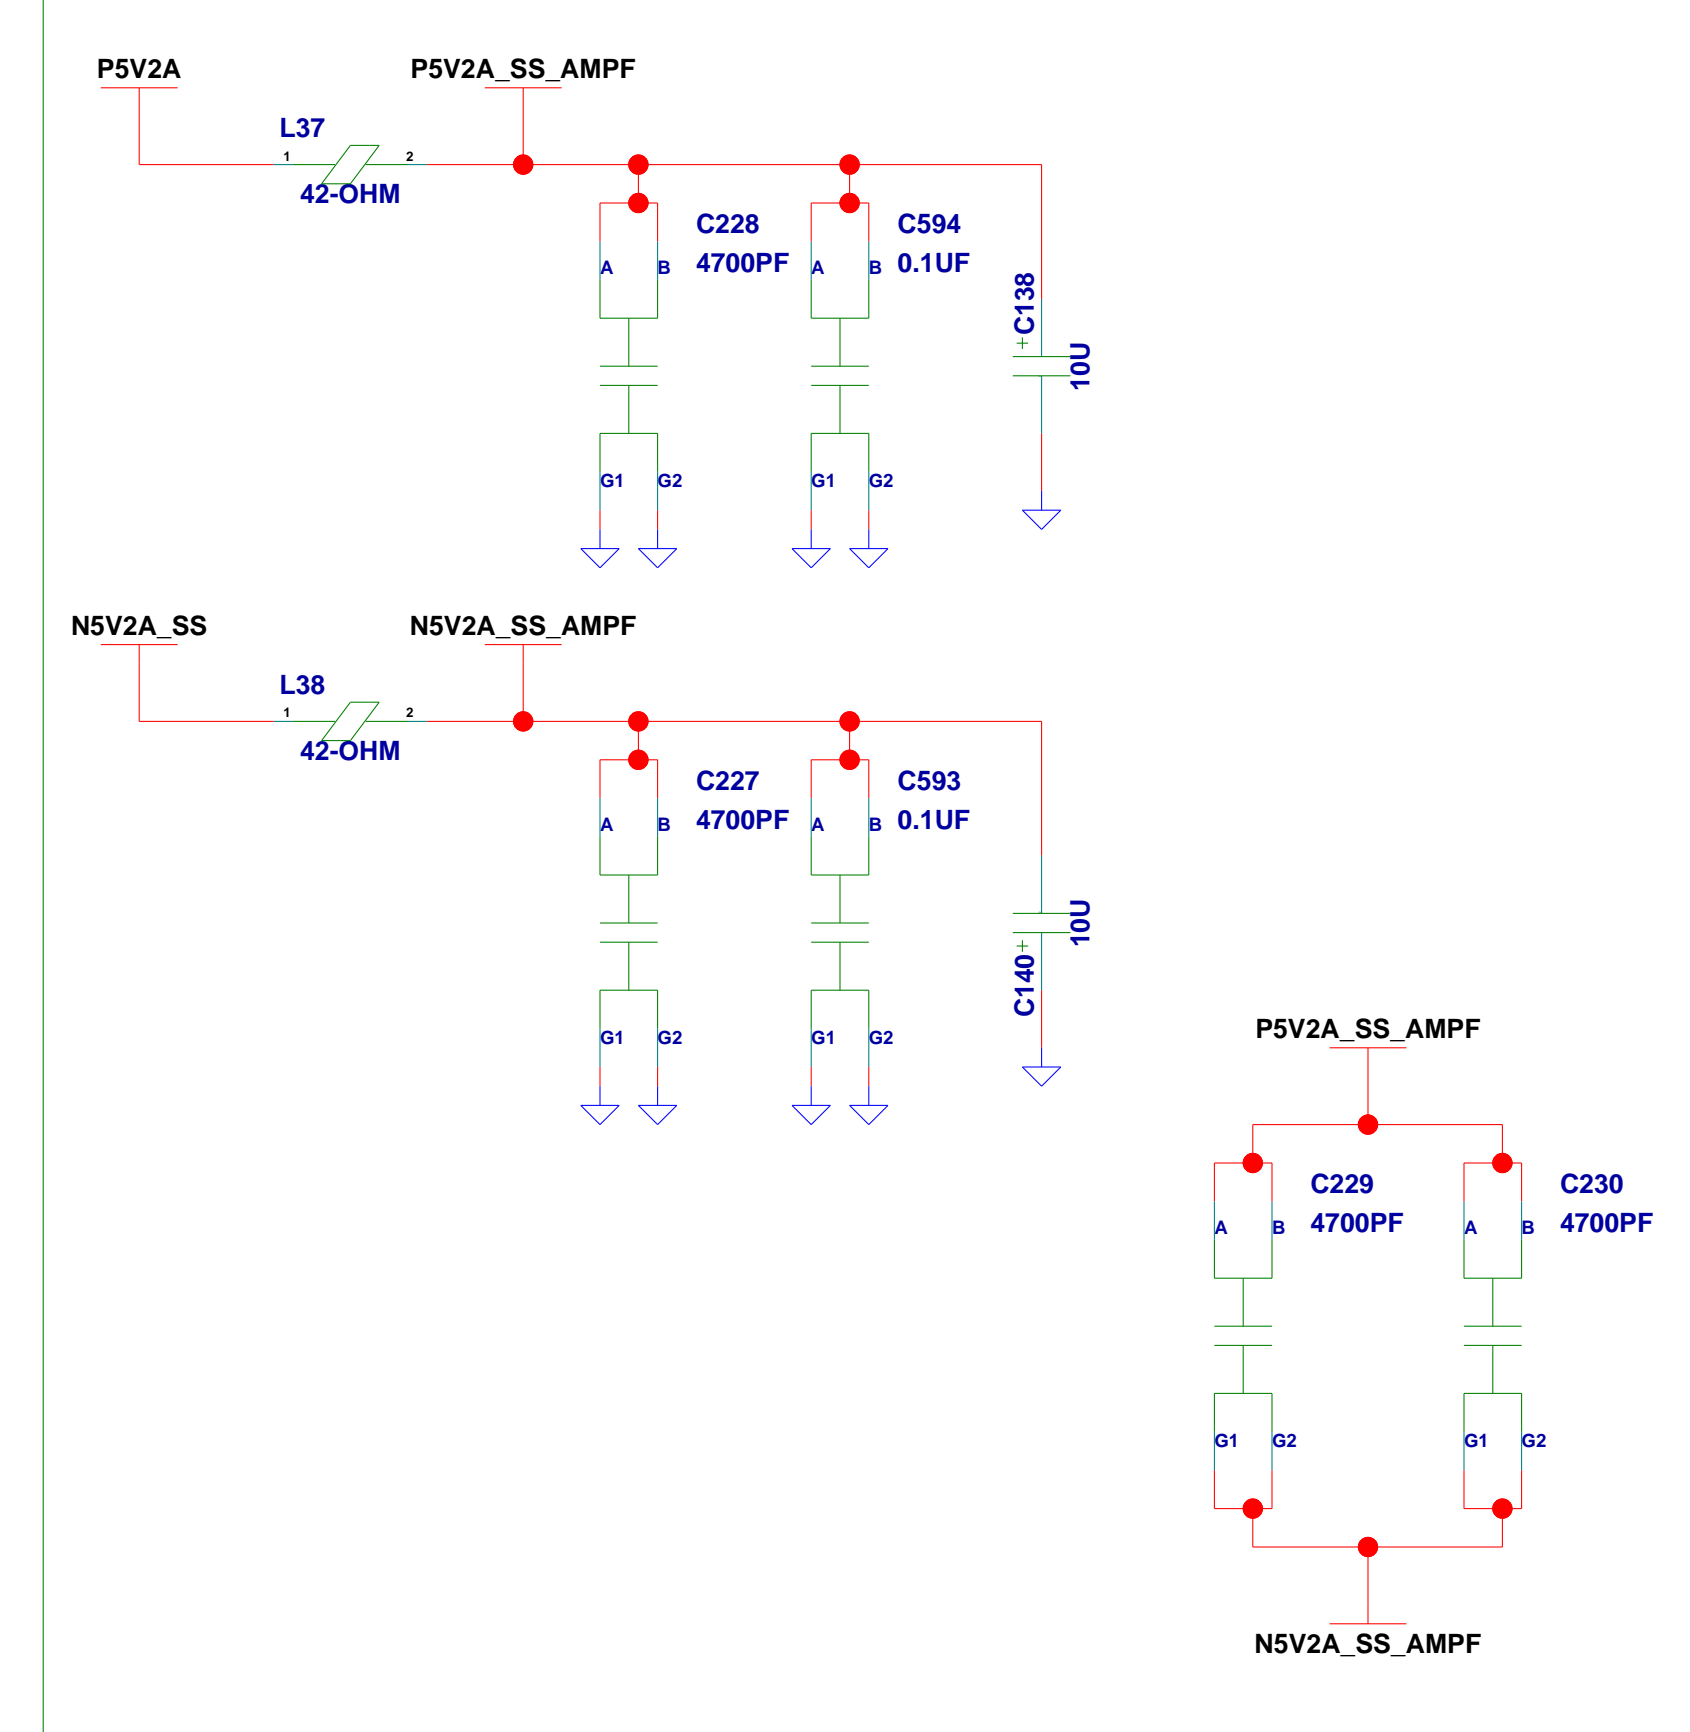 P5V2A
P5V2A_SS_AMPF
L37
1
2
42-OHM
C228
4700PF
A
B
C594
0.1UF
A
B
+
C138
10U
G1
G2
G1
G2
N5V2A_SS
N5V2A_SS_AMPF
L38
1
2
42-OHM
C227
4700PF
A
B
C593
0.1UF
A
B
10U
+
C140
G1
G2
G1
G2
P5V2A_SS_AMPF
C229
4700PF
A
B
C230
4700PF
A
B
G1
G2
G1
G2
N5V2A_SS_AMPF